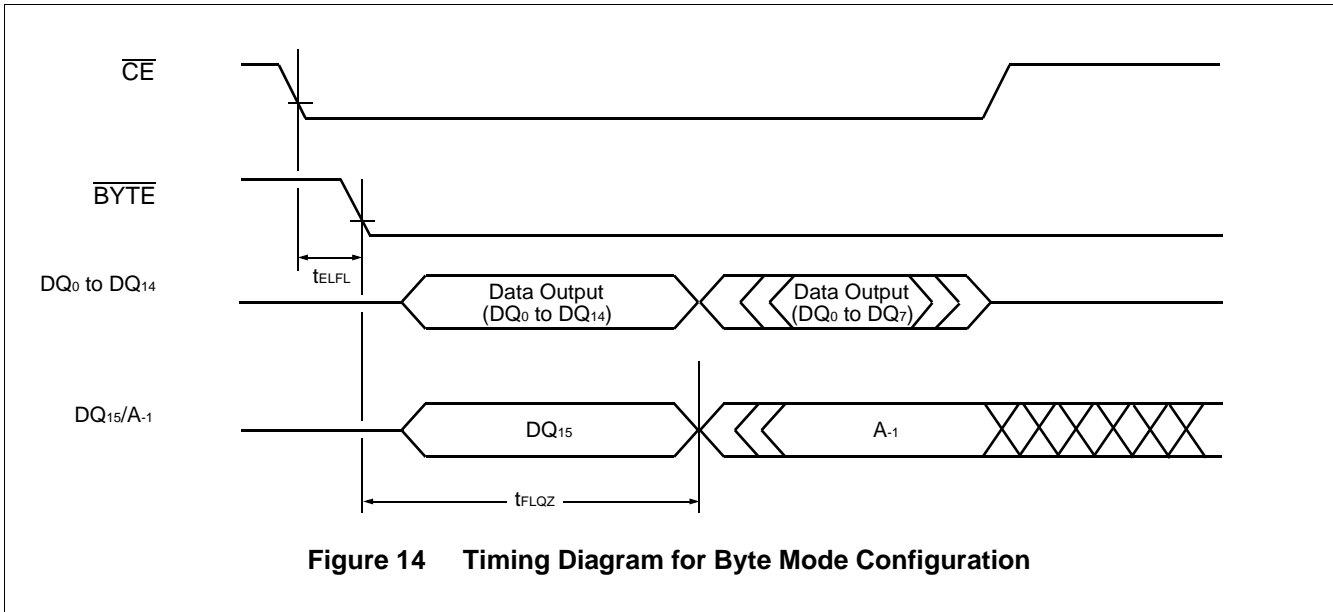 CE
BYTE
tELFL
DQ0 to DQ14
Data Output
(DQ0 to DQ14)
Data Output
(DQ0 to DQ7)
DQ15/A-1
DQ15
A-1
tFLQZ
Figure 14 Timing Diagram for Byte Mode Configuration